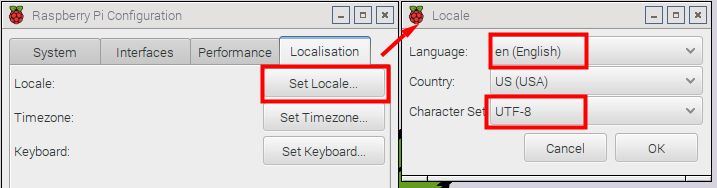 Raspberry Pi Configuration
System Interfaces Performance Localisation
Locale: Set Locale...
Timezone: Set Timezone...
Keyboard: Set Keyboard...
Locale
Language: en (English)
Country: US (USA)
Character Set UTF-8
Cancel OK